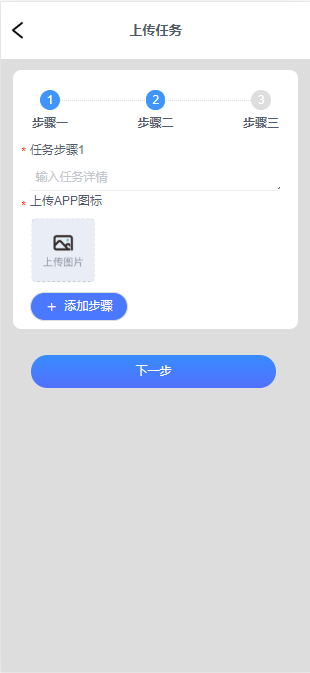 上传任务
1 2 3
步骤一 步骤二 步骤三
* 任务步骤1
输入任务详情
* 上传APP图标
上传图片
+ 添加步骤
下一步